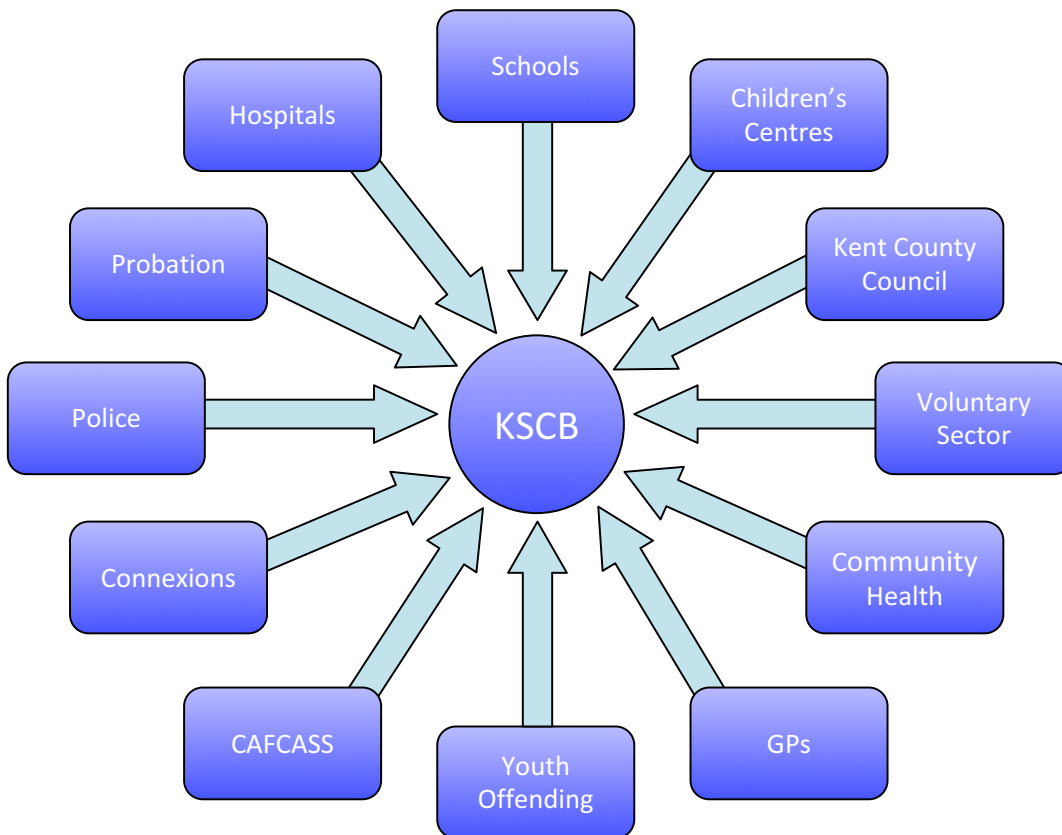 Schools
Hospitals
Children’s
Centres
Probation
Kent County
Council
Police
KSCB
Voluntary
Sector
Connexions
Community
Health
CAFCASS
Youth
Offending
GPs